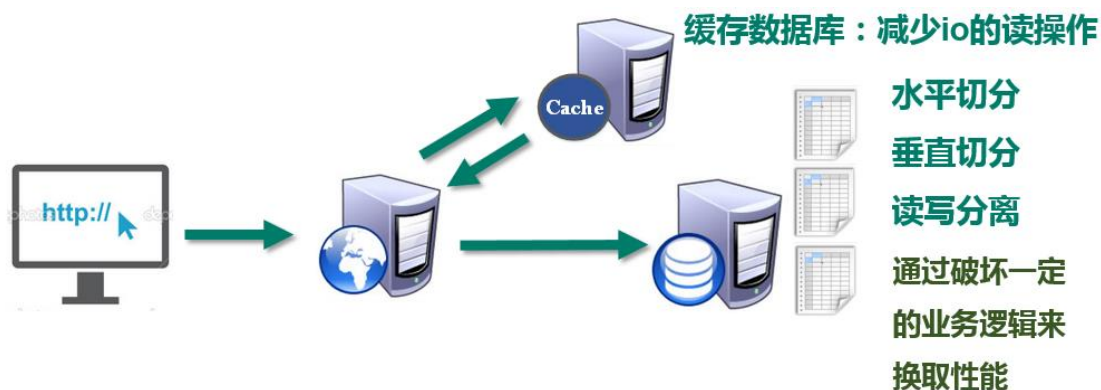 缓存数据库：减少io的读操作
Cache
水平切分
垂直切分
读写分离
http://
通过破坏一定
的业务逻辑来
换取性能